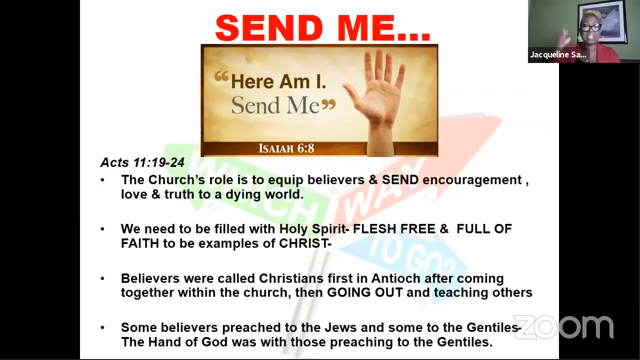 SEND ME...
Jacqueline Sa...
“Here Am I.
Send Me”
ISAIAH 6:8
Acts 11:19-24
• The Church's role is to equip believers & SEND encouragement ,
love & truth to a dying world.
• We need to be filled with Holy Spirit- FLESH FREE & FULL OF
FAITH to be examples of CHRIST-
• Believers were called Christians first in Antioch after coming
together within the church, then GOING OUT and teaching others
• Some believers preached to the Jews and some to the Gentiles-
The Hand of God was with those preaching to the Gentiles.
WHICH
WAY
TO GO?
zoom